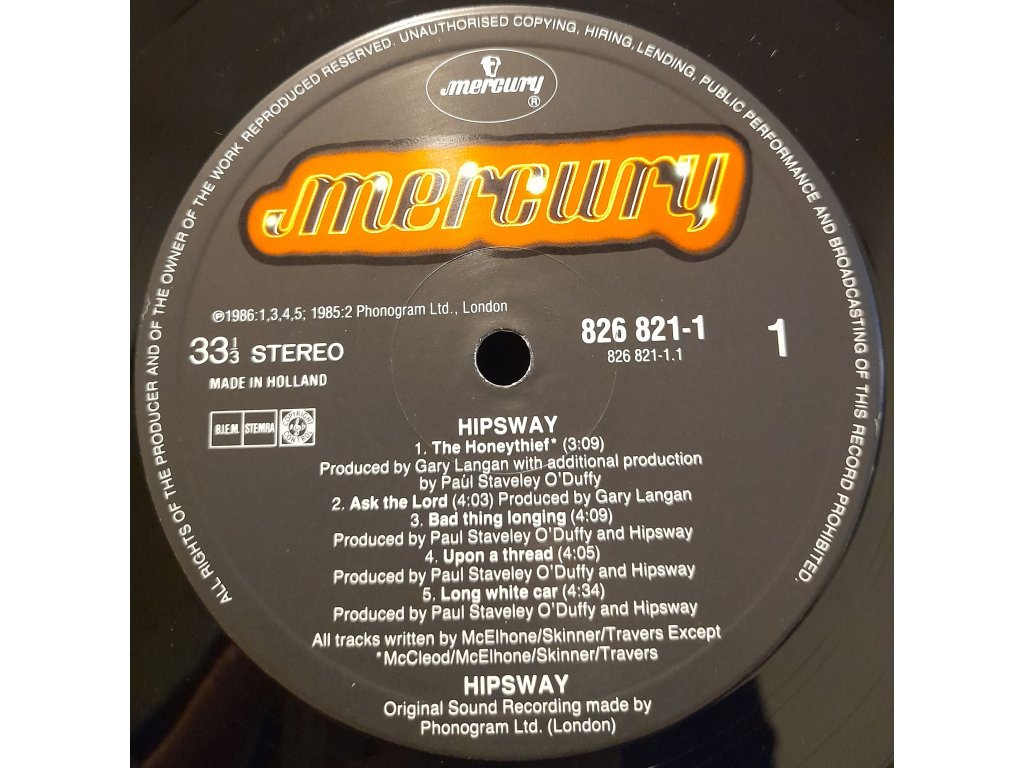 ALL RIGHTS OF THE PRODUCER AND OF THE OWNER OF THE WORK REPRODUCED RESERVED. UNAUTHORISED COPYING, HIRING, LENDING, PUBLIC PERFORMANCE AND BROADCASTING OF THIS RECORD PROHIBITED.
mercury ®
mercury
℗1986:1,3,4,5; 1985:2 Phonogram Ltd., London
33⅓ STEREO
MADE IN HOLLAND
826 821-1
826 821-1.1
1
B.I.E.M. STEMRA
HIPSWAY
1. The Honeythief* (3:09)
Produced by Gary Langan with additional production
by Paul Staveley O'Duffy
2. Ask the Lord (4:03) Produced by Gary Langan
3. Bad thing longing (4:09)
Produced by Paul Staveley O'Duffy and Hipsway
4. Upon a thread (4:05)
Produced by Paul Staveley O'Duffy and Hipsway
5. Long white car (4:34)
Produced by Paul Staveley O'Duffy and Hipsway
All tracks written by McElhone/Skinner/Travers Except
*McCleod/McElhone/Skinner/Travers
HIPSWAY
Original Sound Recording made by
Phonogram Ltd. (London)